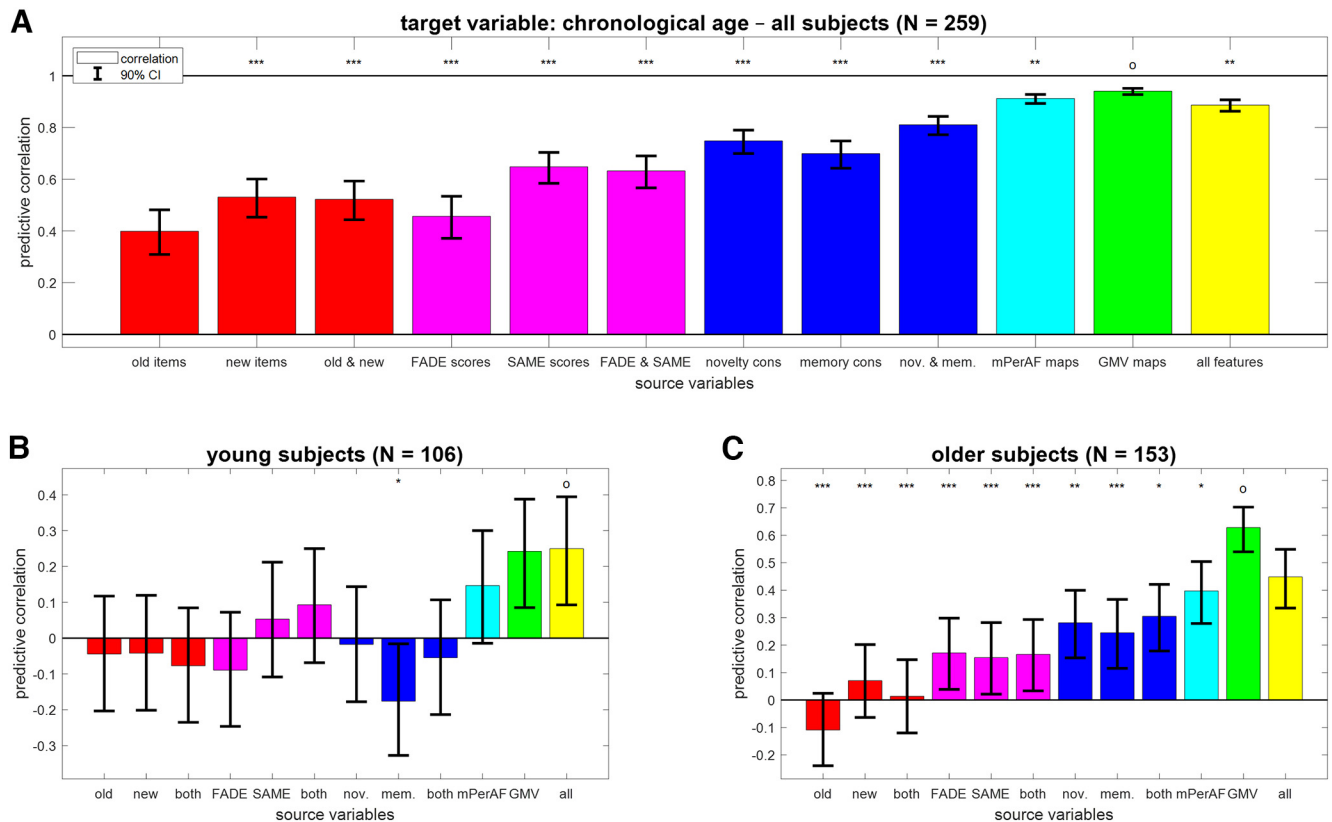 A
target variable: chronological age – all subjects (N = 259)
correlation
90% CI
*** *** *** *** *** *** *** *** ** o **
1
0.8
0.6
0.4
0.2
0
predictive correlation
old items new items old & new FADE scores SAME scores FADE & SAME novelty cons memory cons nov. & mem. mPerAF maps GMV maps all features
source variables
B
young subjects (N = 106)
* o
0.4
0.3
0.2
0.1
0
-0.1
-0.2
-0.3
predictive correlation
old new both FADE SAME both nov. mem. both mPerAF GMV all
source variables
C
older subjects (N = 153)
*** *** *** *** *** *** ** *** * * o
0.8
0.7
0.6
0.5
0.4
0.3
0.2
0.1
0
-0.1
-0.2
predictive correlation
old new both FADE SAME both nov. mem. both mPerAF GMV all
source variables